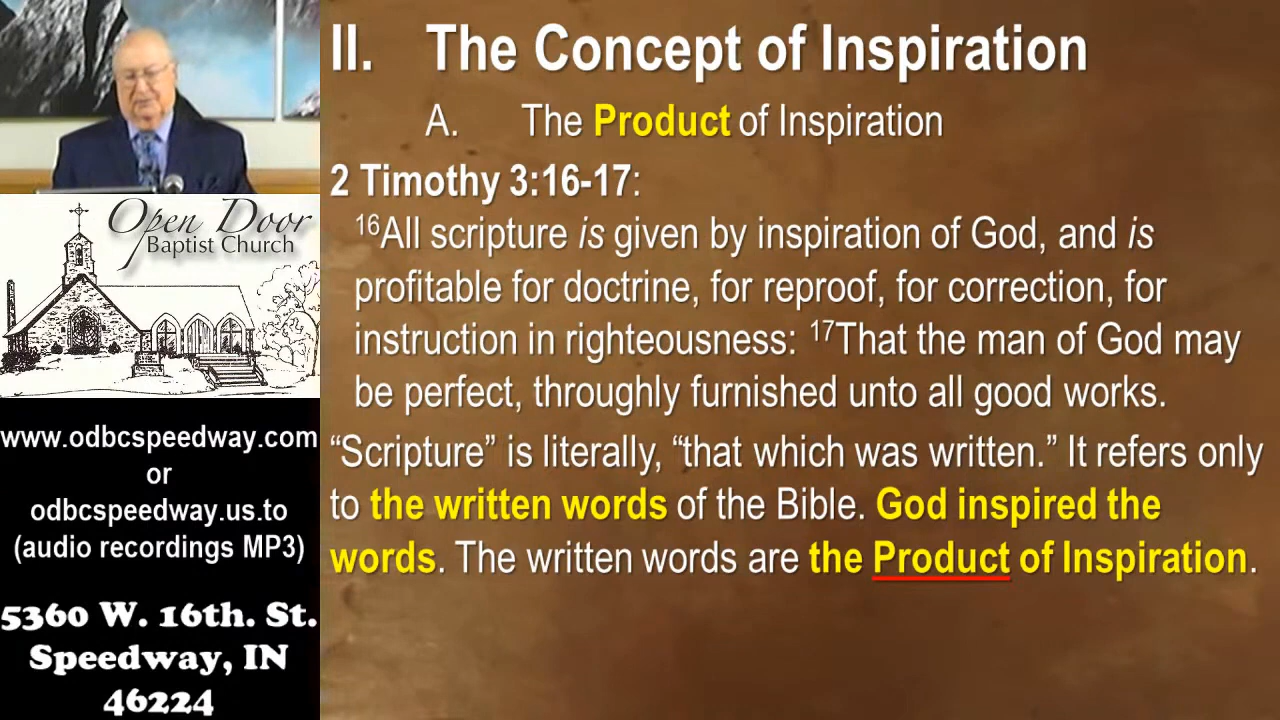 Open Door
Baptist Church
www.odbcspeedway.com
or
odbcspeedway.us.to
(audio recordings MP3)
5360 W. 16th. St.
Speedway, IN
46224
II. The Concept of Inspiration
A. The Product of Inspiration
2 Timothy 3:16-17:
16All scripture is given by inspiration of God, and is
profitable for doctrine, for reproof, for correction, for
instruction in righteousness: 17That the man of God may
be perfect, throughly furnished unto all good works.
“Scripture” is literally, “that which was written.” It refers only
to the written words of the Bible. God inspired the
words. The written words are the Product of Inspiration.